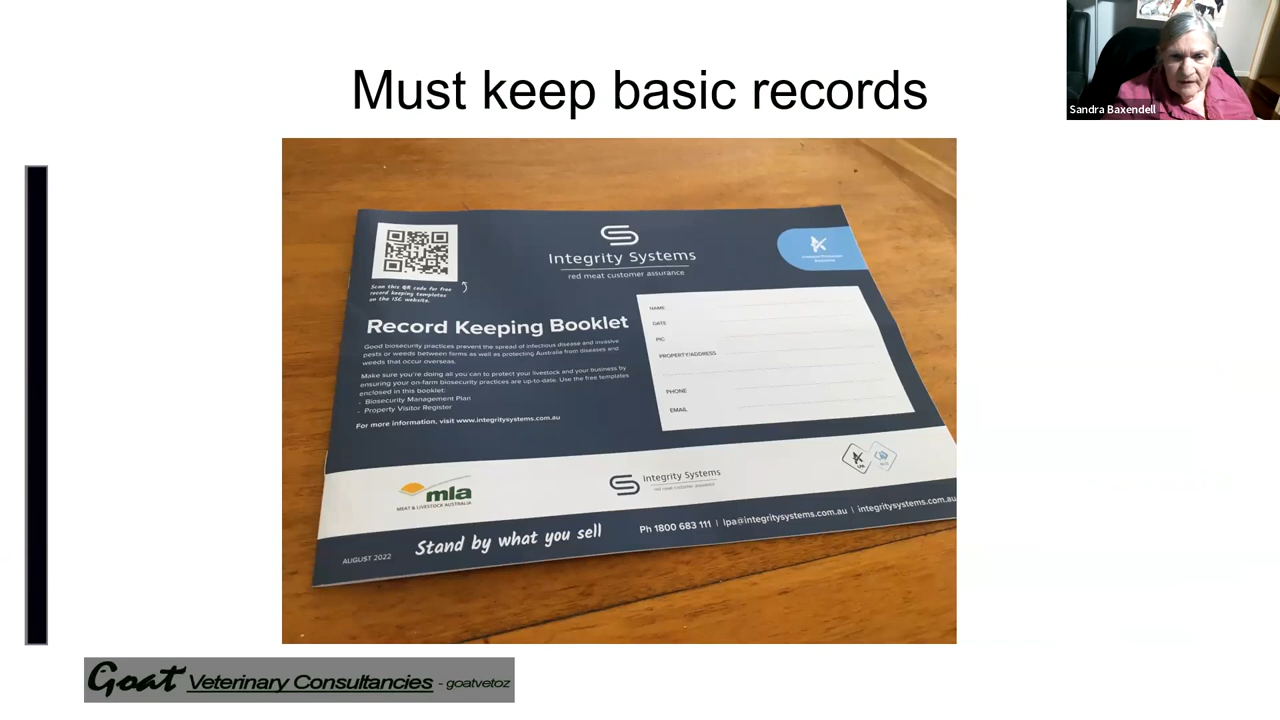 Must keep basic records
Sandra Baxendell
Scan this QR code for free
record keeping templates
on the ISC website.
Integrity Systems
red meat customer assurance
Record Keeping Booklet
Good biosecurity practices prevent the spread of infectious disease and invasive
pests or weeds between farms as well as protecting Australia from diseases and
weeds that occur overseas.
Make sure you're doing all you can to protect your livestock and your business by
ensuring your on-farm biosecurity practices are up-to-date. Use the free templates
enclosed in this booklet:
- Biosecurity Management Plan
- Property Visitor Register
For more information, visit www.integritysystems.com.au
NAME
DATE
PIC
PROPERTY/ADDRESS
PHONE
EMAIL
mla
MEAT & LIVESTOCK AUSTRALIA
Integrity Systems
red meat customer assurance
LPA
AUGUST 2022
Stand by what you sell
Ph 1800 683 111 | lpa@integritysystems.com.au | integritysystems.com.au
Goat Veterinary Consultancies - goatvetoz